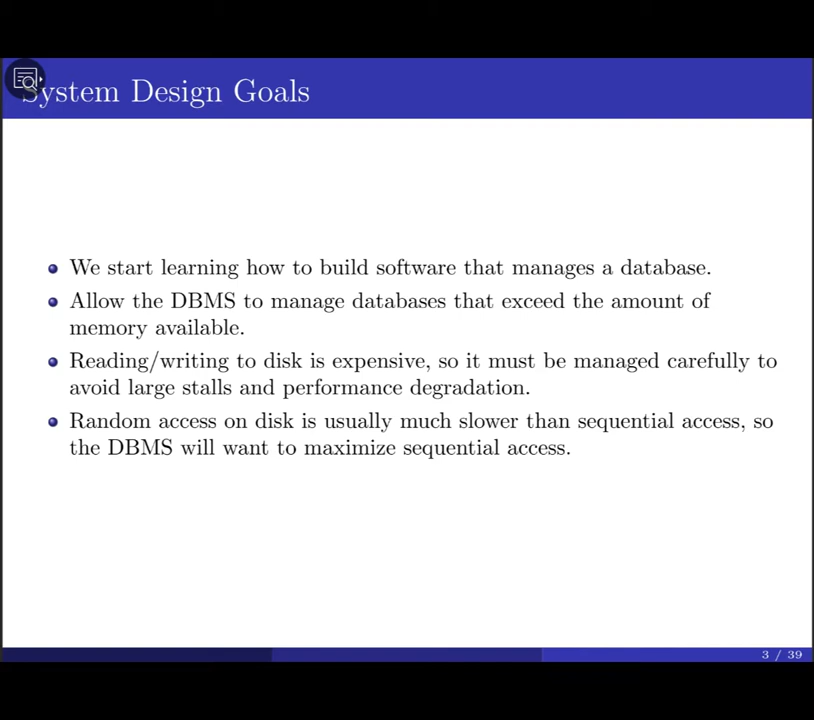 System Design Goals
We start learning how to build software that manages a database.
Allow the DBMS to manage databases that exceed the amount of
memory available.
Reading/writing to disk is expensive, so it must be managed carefully to
avoid large stalls and performance degradation.
Random access on disk is usually much slower than sequential access, so
the DBMS will want to maximize sequential access.
3 / 39